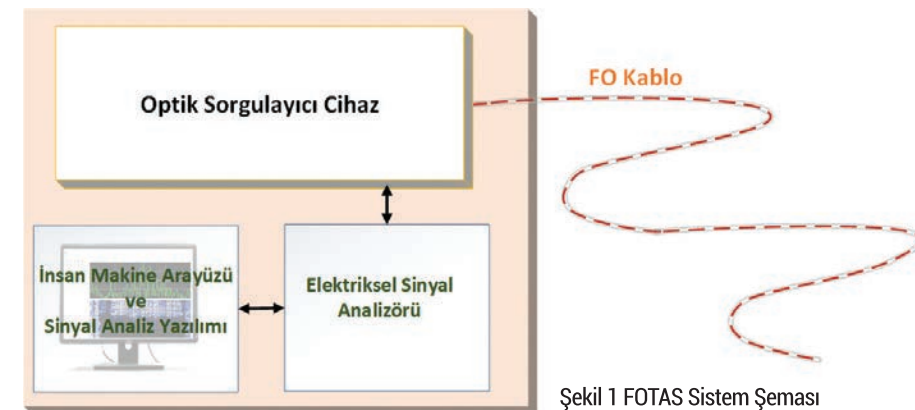 Optik Sorgulayıcı Cihaz
FO Kablo
İnsan Makine Arayüzü
ve
Sinyal Analiz Yazılımı
Elektriksel Sinyal
Analizörü
Şekil 1 FOTAS Sistem Şeması